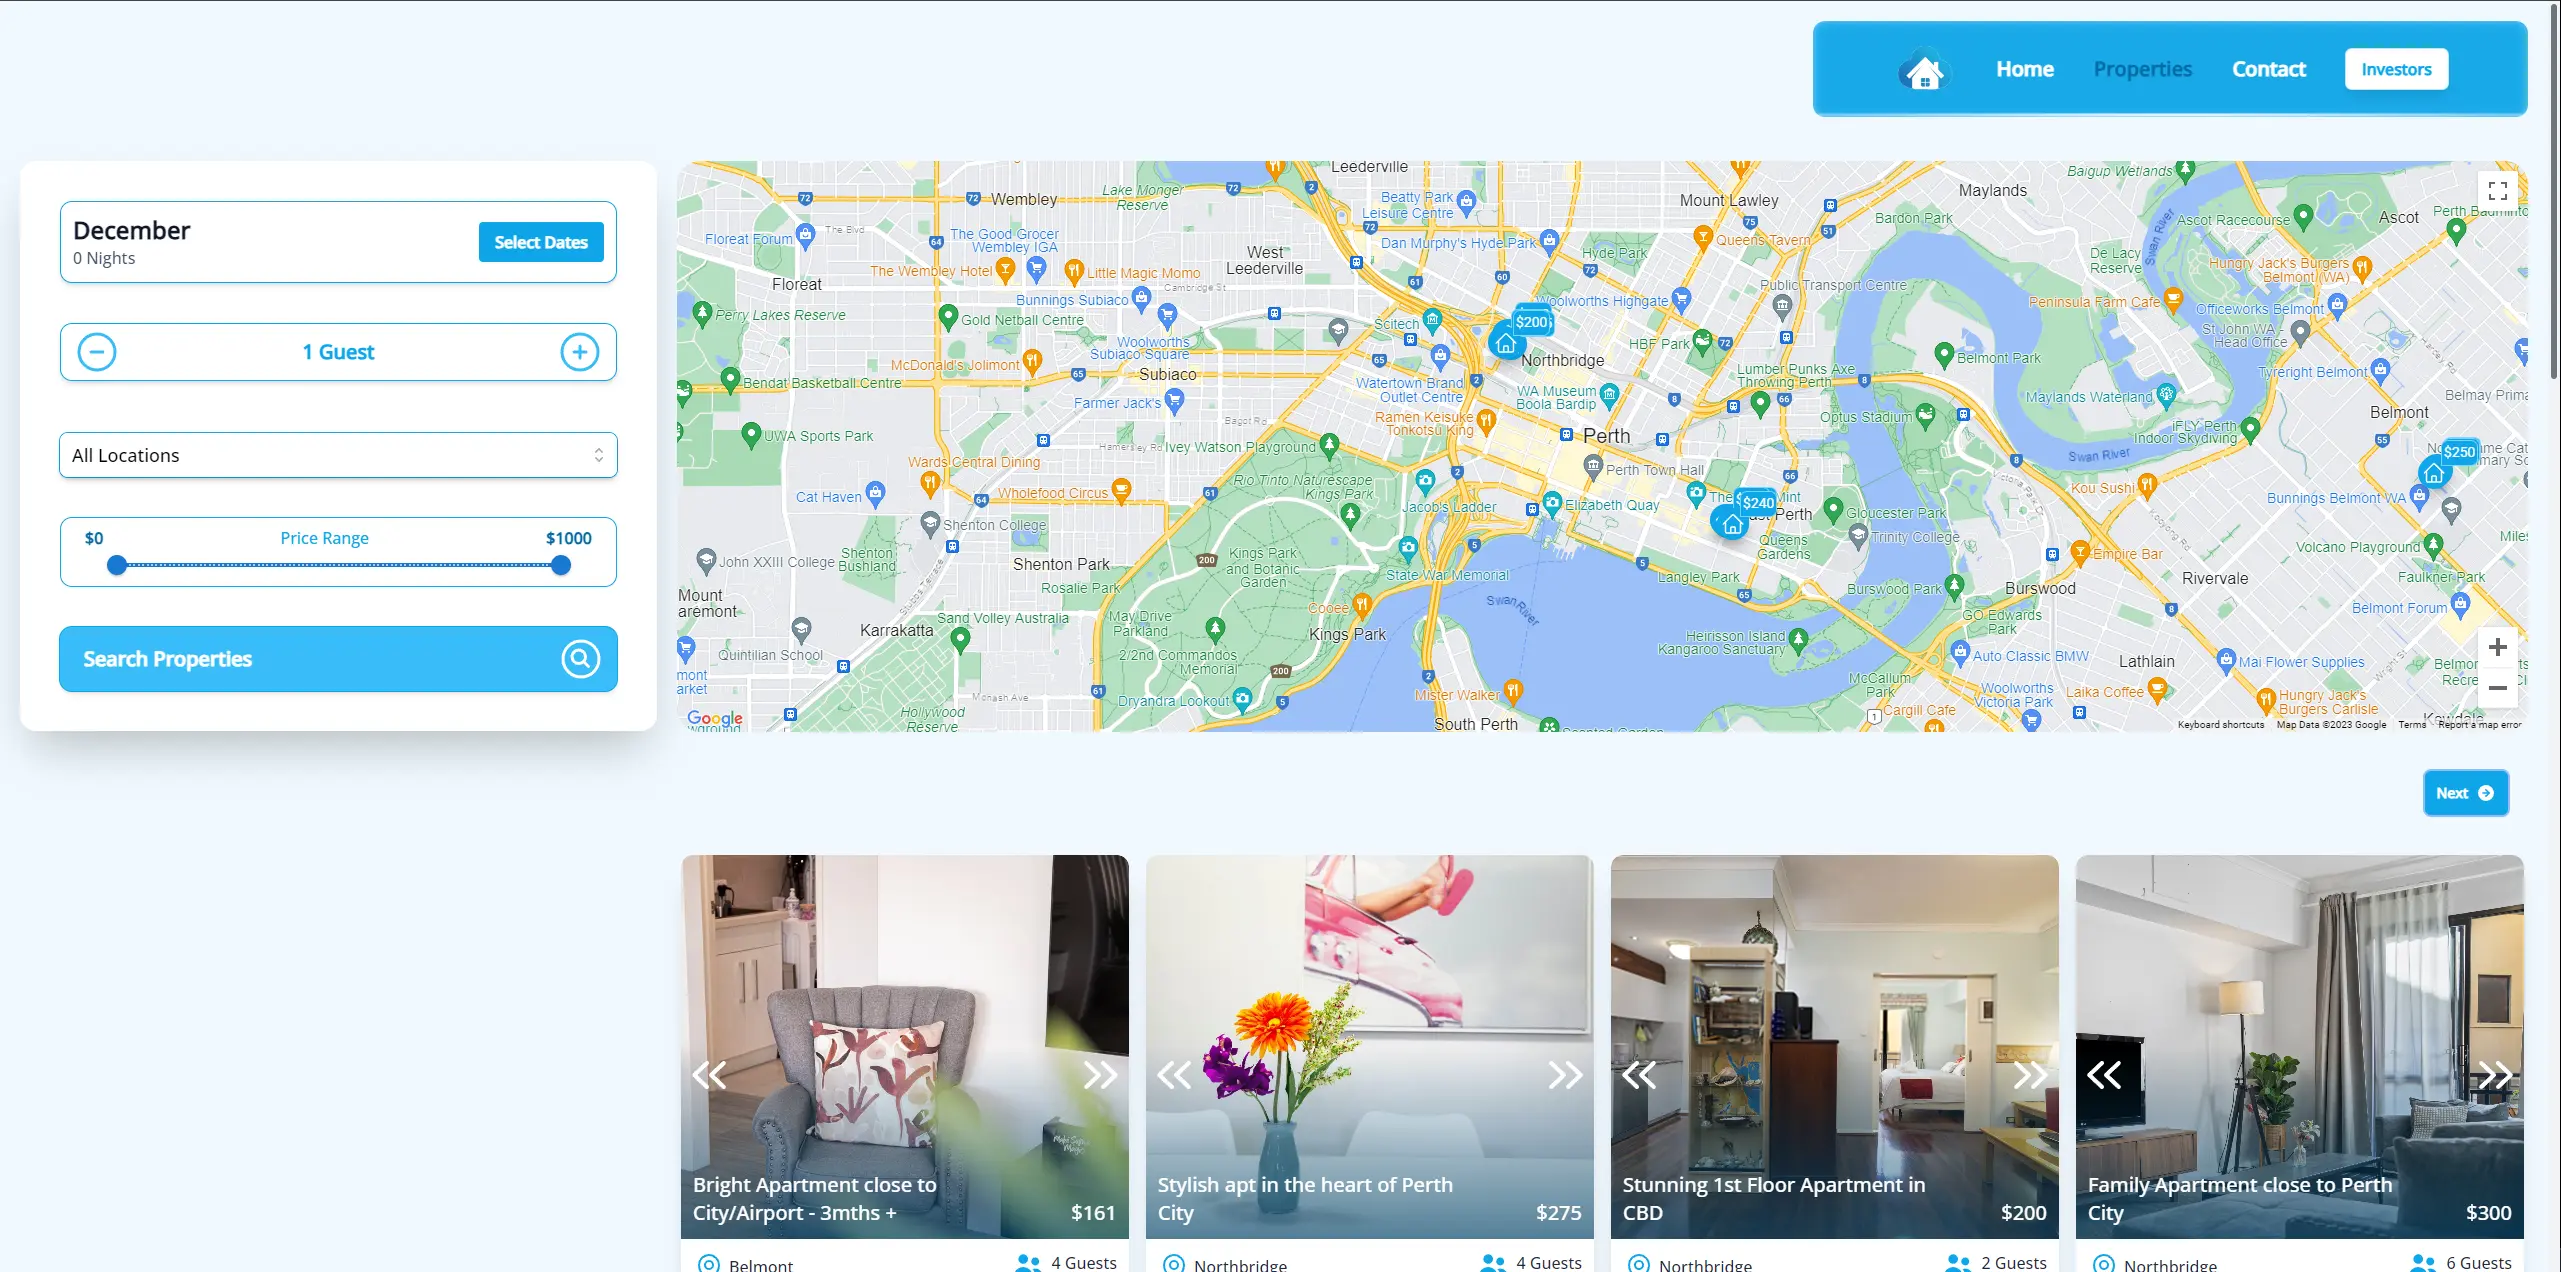 Home
Properties
Contact
Investors
December
0 Nights
Select Dates
1 Guest
All Locations
$0
Price Range
$1000
Search Properties
Leederville
Wembley
Lake Monger
Reserve
Beatty Park
Leisure Centre
Mount Lawley
Maylands
Baigup Wetlands
Ascot Racecourse
Ascot
Bardon Park
Floreat Forum
The Blvd
The Good Grocer
Wembley IGA
Dan Murphy's Hyde Park
Queens Tavern
Hyde Park
West
Leederville
De Lacy
Reserve
Swan River
Hungry Jack's Burgers
Belmont (WA)
The Wembley Hotel
Little Magic Momo
Cambridge St
Floreat
Bunnings Subiaco
Woolworths Highgate
Public Transport Centre
Peninsula Farm Cafe
Officeworks Belmont
Perry Lakes Reserve
Gold Netball Centre
Scitech
$200
St John WA -
Head Office
Woolworths
Subiaco Square
HBF Park
Northbridge
Belmont Park
McDonald's Jolimont
Subiaco
Watertown Brand
Outlet Centre
WA Museum
Boola Bardip
Lumber Punks Axe
Throwing Perth
Tyreright Belmont
Bendat Basketball Centre
Farmer Jack's
Ramen Keisuke
Tonkotsu King
Optus Stadium
Maylands Waterland
Belmont
Bagot Rd
UWA Sports Park
Hamersley Rd
Ivey Watson Playground
Perth
iFLY Perth
Indoor Skydiving
Swan River
$250
Wards Central Dining
Perth Town Hall
Rio Tinto Naturescape
Kings Park
Cat Haven
Wholefood Circus
Jacob's Ladder
Elizabeth Quay
$240
Kou Sushi
Bunnings Belmont WA
Shenton College
Gloucester Park
Trinity College
Queens
Gardens
John XXIII College
Shenton
Bushland
Shenton Park
Kings Park
and Botanic
Garden
State War Memorial
Langley Park
Empire Bar
Volcano Playground
Rivervale
Faulkner Park
Mount
Rosalie Park
Burswood Park
Burswood
Cooee
Swan River
Belmont Forum
Karrakatta
Sand Volley Australia
May Drive
Parkland
Kings Park
GO Edwards
Park
Heirisson Island
Kangaroo Sanctuary
Quintilian School
2/2nd Commandos
Memorial
Auto Classic BMW
Lathlain
Mai Flower Supplies
McCallum
Park
Monash Ave
Dryandra Lookout
Mister Walker
Woolworths
Victoria Park
Laika Coffee
Hungry Jack's
Burgers Carlisle
Cargill Cafe
Hollywood
Reserve
South Perth
Google
Keyboard shortcuts
Map Data ©2023 Google
Terms
Report a map error
Next
Bright Apartment close to
City/Airport - 3mths +
$161
Stylish apt in the heart of Perth
City
$275
Stunning 1st Floor Apartment in
CBD
$200
Family Apartment close to Perth
City
$300
Belmont
4 Guests
Northbridge
4 Guests
Northbridge
2 Guests
Northbridge
6 Guests